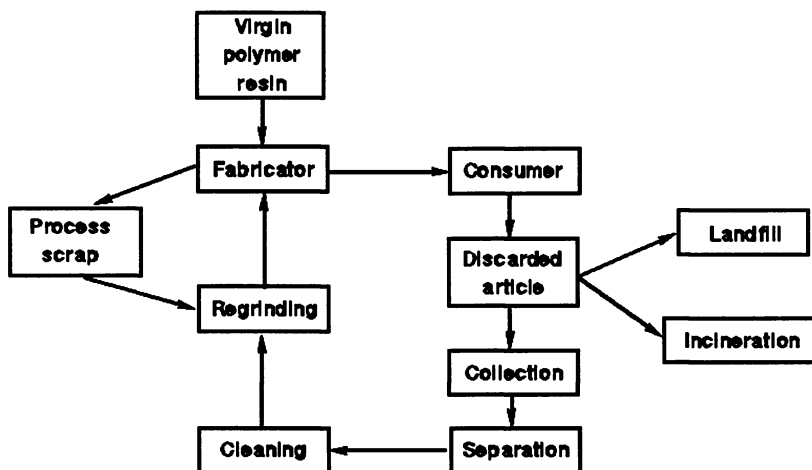 Virgin
polymer
resin
Fabricator
Consumer
Process
scrap
Discarded
article
Landfill
Regrinding
Incineration
Collection
Cleaning
Separation